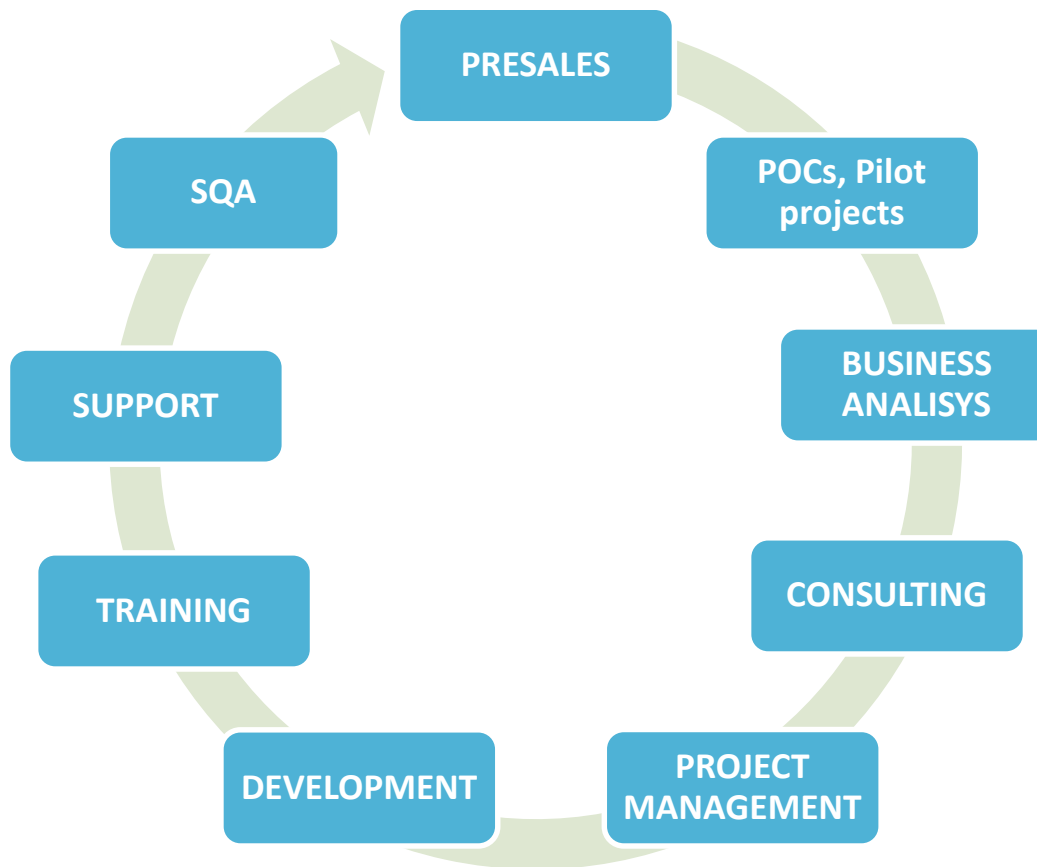 PRESALES
POCs, Pilot
projects
BUSINESS
ANALISYS
CONSULTING
PROJECT
MANAGEMENT
DEVELOPMENT
TRAINING
SUPPORT
SQA